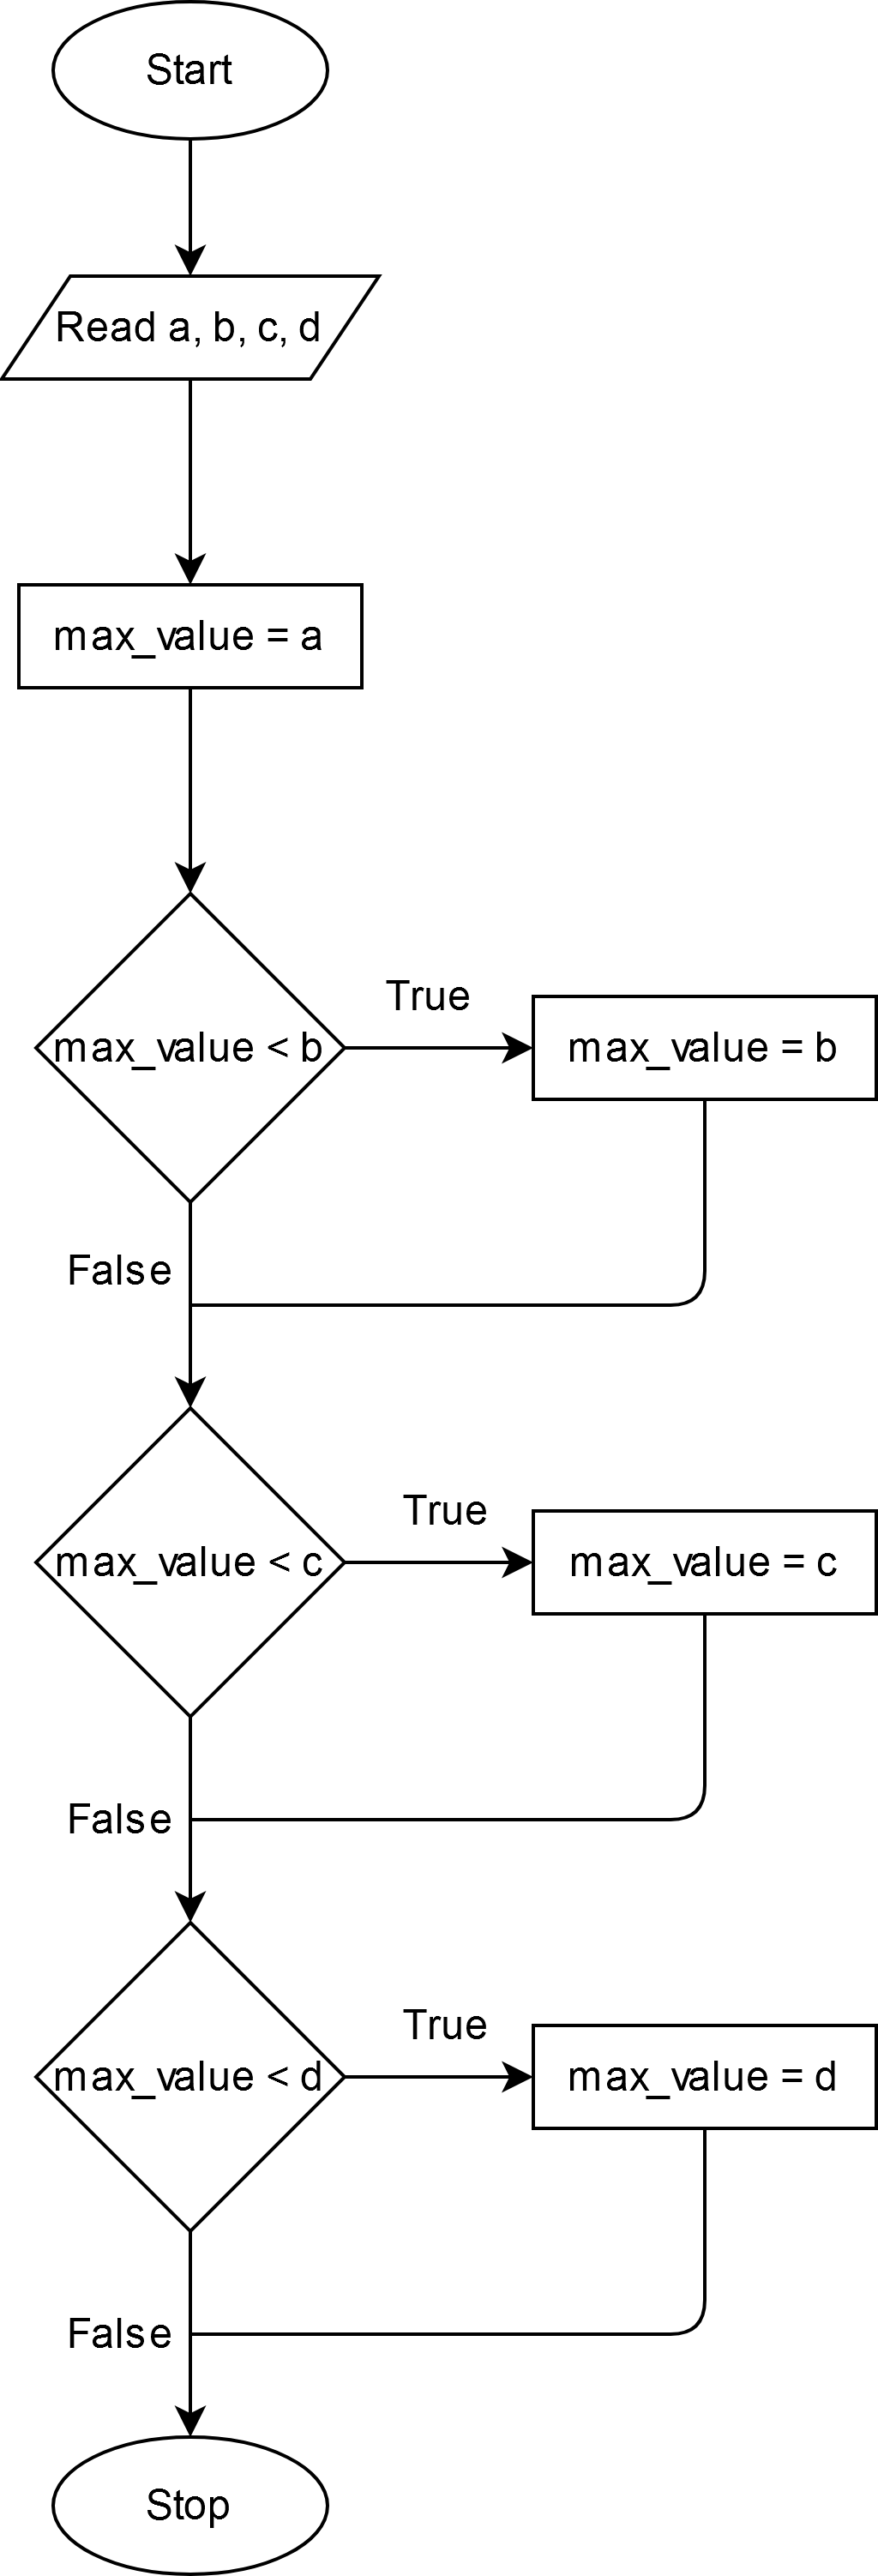 Start
Read a, b, c, d
max_value = a
True
max_value < b
max_value = b
False
True
max_value < c
max_value = c
False
True
max_value < d
max_value = d
False
Stop